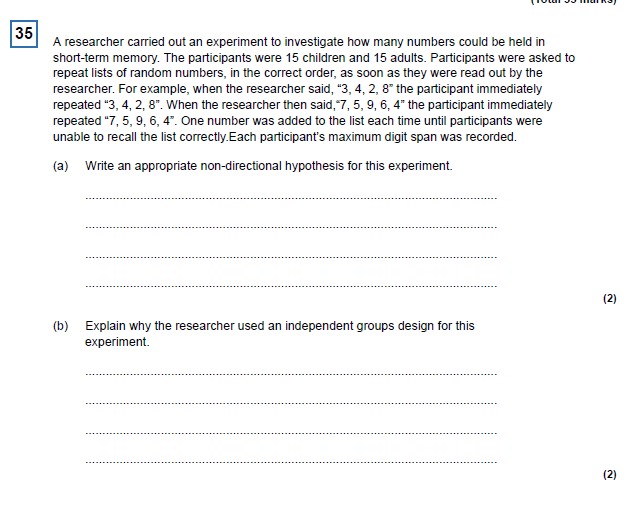 (Total 35 marks)
35
A researcher carried out an experiment to investigate how many numbers could be held in
short-term memory. The participants were 15 children and 15 adults. Participants were asked to
repeat lists of random numbers, in the correct order, as soon as they were read out by the
researcher. For example, when the researcher said, “3, 4, 2, 8” the participant immediately
repeated “3, 4, 2, 8”. When the researcher then said,“7, 5, 9, 6, 4” the participant immediately
repeated “7, 5, 9, 6, 4”. One number was added to the list each time until participants were
unable to recall the list correctly.Each participant’s maximum digit span was recorded.
(a) Write an appropriate non-directional hypothesis for this experiment.
(2)
(b) Explain why the researcher used an independent groups design for this
experiment.
(2)